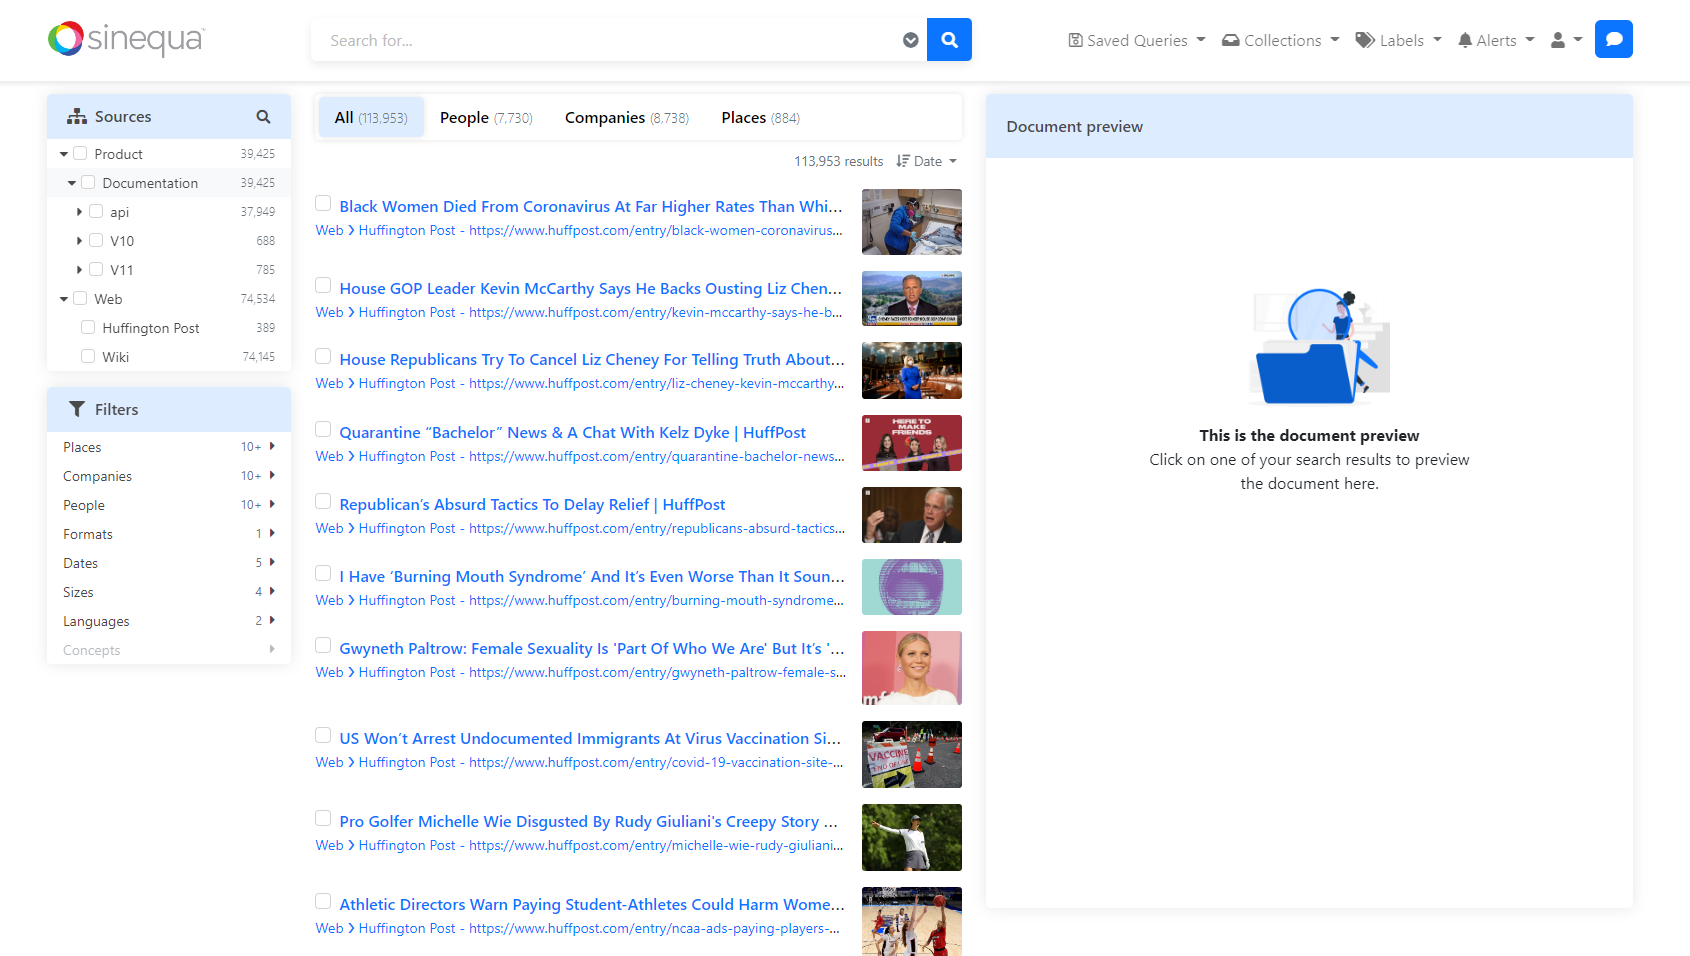 sinequa
Search for...
Saved Queries
Collections
Labels
Alerts
Sources
Product 39,425
Documentation 39,425
api 37,949
V10 688
V11 785
Web 74,534
Huffington Post 389
Wiki 74,145
Filters
Places 10+
Companies 10+
People 10+
Formats 1
Dates 5
Sizes 4
Languages 2
Concepts
All (113,953) People (7,730) Companies (8,738) Places (884)
113,953 results Date
Black Women Died From Coronavirus At Far Higher Rates Than Whi...
Web > Huffington Post - https://www.huffpost.com/entry/black-women-coronavirus...
House GOP Leader Kevin McCarthy Says He Backs Ousting Liz Chen...
Web > Huffington Post - https://www.huffpost.com/entry/kevin-mccarthy-says-he-b...
House Republicans Try To Cancel Liz Cheney For Telling Truth About...
Web > Huffington Post - https://www.huffpost.com/entry/liz-cheney-kevin-mccarthy...
Quarantine “Bachelor” News & A Chat With Kelz Dyke | HuffPost
Web > Huffington Post - https://www.huffpost.com/entry/quarantine-bachelor-news...
HERE TO
MAKE
FRIENDS
Republican’s Absurd Tactics To Delay Relief | HuffPost
Web > Huffington Post - https://www.huffpost.com/entry/republicans-absurd-tactics...
I Have ‘Burning Mouth Syndrome’ And It’s Even Worse Than It Soun...
Web > Huffington Post - https://www.huffpost.com/entry/burning-mouth-syndrome...
Gwyneth Paltrow: Female Sexuality Is 'Part Of Who We Are' But It’s '...
Web > Huffington Post - https://www.huffpost.com/entry/gwyneth-paltrow-female-s...
US Won’t Arrest Undocumented Immigrants At Virus Vaccination Si...
Web > Huffington Post - https://www.huffpost.com/entry/covid-19-vaccination-site-...
VACCINE
Pro Golfer Michelle Wie Disgusted By Rudy Giuliani's Creepy Story ...
Web > Huffington Post - https://www.huffpost.com/entry/michelle-wie-rudy-giuliani...
Athletic Directors Warn Paying Student-Athletes Could Harm Wome...
Web > Huffington Post - https://www.huffpost.com/entry/ncaa-ads-paying-players-...
Document preview
This is the document preview
Click on one of your search results to preview
the document here.